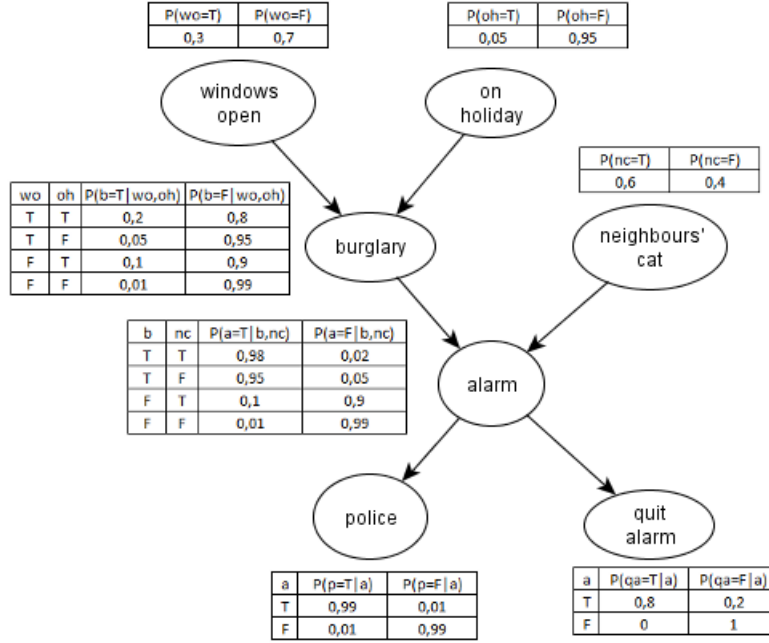 P(wo=T) P(wo=F)
0,3 0,7
P(oh=T) P(oh=F)
0,05 0,95
windows
open
on
holiday
P(nc=T) P(nc=F)
0,6 0,4
wo oh P(b=T|wo,oh) P(b=F|wo,oh)
T T 0,2 0,8
T F 0,05 0,95
F T 0,1 0,9
F F 0,01 0,99
burglary
neighbours'
cat
b nc P(a=T|b,nc) P(a=F|b,nc)
T T 0,98 0,02
T F 0,95 0,05
F T 0,1 0,9
F F 0,01 0,99
alarm
police
quit
alarm
a P(p=T|a) P(p=F|a)
T 0,99 0,01
F 0,01 0,99
a P(qa=T|a) P(qa=F|a)
T 0,8 0,2
F 0 1